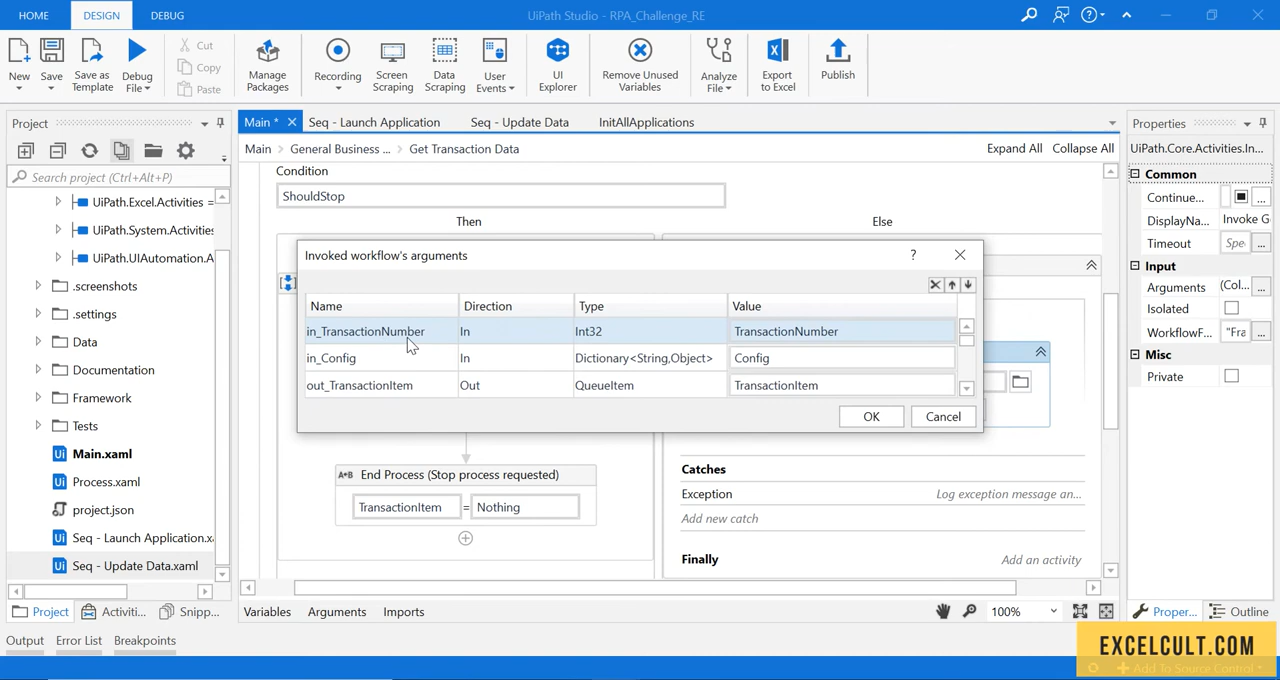 HOME DESIGN DEBUG UiPath Studio - RPA_Challenge_RE
New Save Save as Template Debug File Cut Copy Paste Manage Packages Recording Screen Scraping Data Scraping User Events UI Explorer Remove Unused Variables Analyze File Export to Excel Publish
Project
Search project (Ctrl+Alt+P)
UiPath.Excel.Activities =
UiPath.System.Activities
UiPath.UIAutomation.A
.screenshots
.settings
Data
Documentation
Framework
Tests
Main.xaml
Process.xaml
project.json
Seq - Launch Application.xa
Seq - Update Data.xaml
Project Activiti... Snipp...
Main * Seq - Launch Application Seq - Update Data InitAllApplications
Main > General Business ... > Get Transaction Data Expand All Collapse All
Condition
ShouldStop
Then Else
Invoked workflow's arguments ?
Name Direction Type Value
in_TransactionNumber In Int32 TransactionNumber
in_Config In Dictionary<String,Object> Config
out_TransactionItem Out QueueItem TransactionItem
OK Cancel
A*B End Process (Stop process requested)
TransactionItem = Nothing
Catches
Exception Log exception message an...
Add new catch
Finally Add an activity
Variables Arguments Imports 100%
Properties
UiPath.Core.Activities.In...
Common
Continue... ...
DisplayNa... Invoke G
Timeout Spe ...
Input
Arguments (Col... ...
Isolated
WorkflowF... "Fra ...
Misc
Private
Proper... Outline
Output Error List Breakpoints
EXCELCULT.COM
Add To Source Control